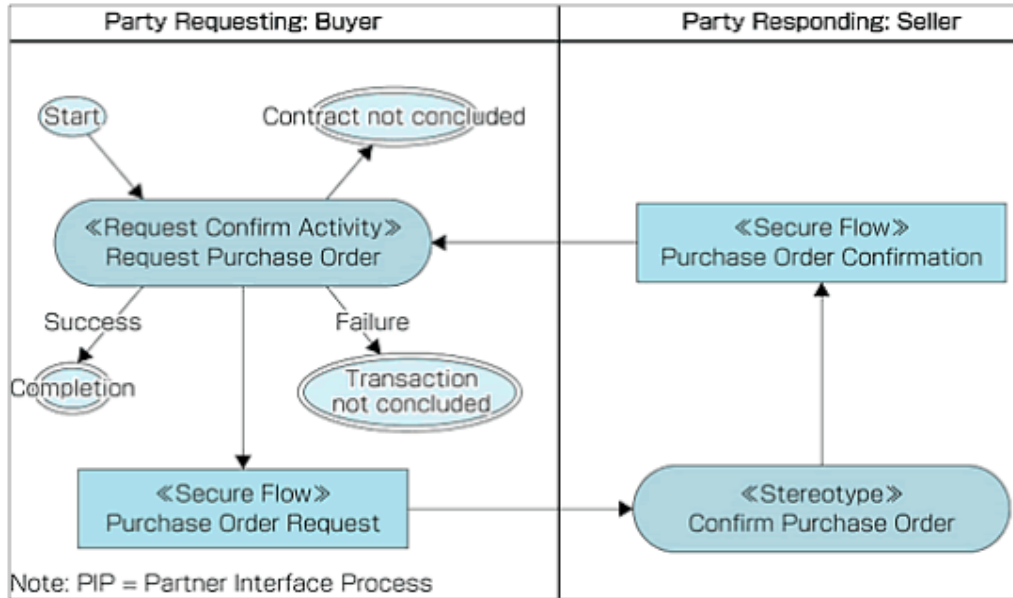 Party Requesting: Buyer
Party Responding: Seller
Start
Contract not concluded
≪Request Confirm Activity≫
Request Purchase Order
≪Secure Flow≫
Purchase Order Confirmation
Success
Failure
Completion
Transaction
not concluded
≪Secure Flow≫
Purchase Order Request
≪Stereotype≫
Confirm Purchase Order
Note: PIP = Partner Interface Process